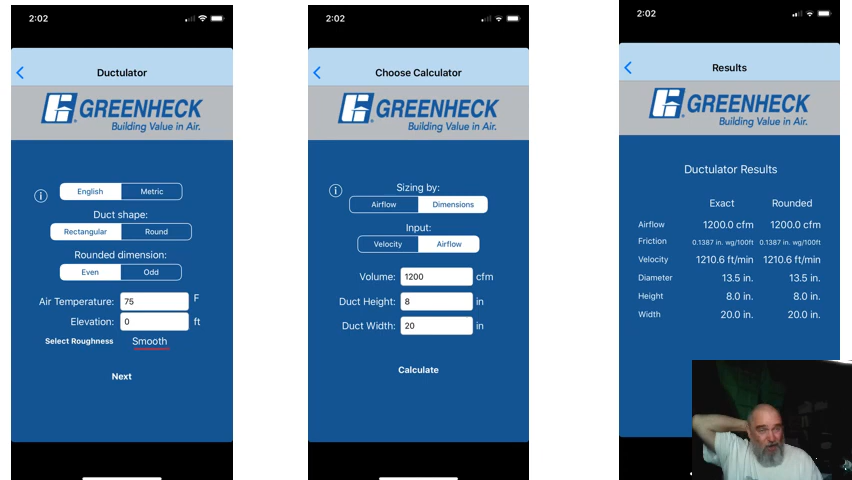 2:02
Ductulator
GREENHECK
Building Value in Air.
English Metric
Duct shape:
Rectangular Round
Rounded dimension:
Even Odd
Air Temperature: 75 F
Elevation: 0 ft
Select Roughness Smooth
Next
2:02
Choose Calculator
GREENHECK
Building Value in Air.
Sizing by:
Airflow Dimensions
Input:
Velocity Airflow
Volume: 1200 cfm
Duct Height: 8 in
Duct Width: 20 in
Calculate
2:02
Results
GREENHECK
Building Value in Air.
Ductulator Results
Exact Rounded
Airflow 1200.0 cfm 1200.0 cfm
Friction 0.1387 in. wg/100ft 0.1387 in. wg/100ft
Velocity 1210.6 ft/min 1210.6 ft/min
Diameter 13.5 in. 13.5 in.
Height 8.0 in. 8.0 in.
Width 20.0 in. 20.0 in.